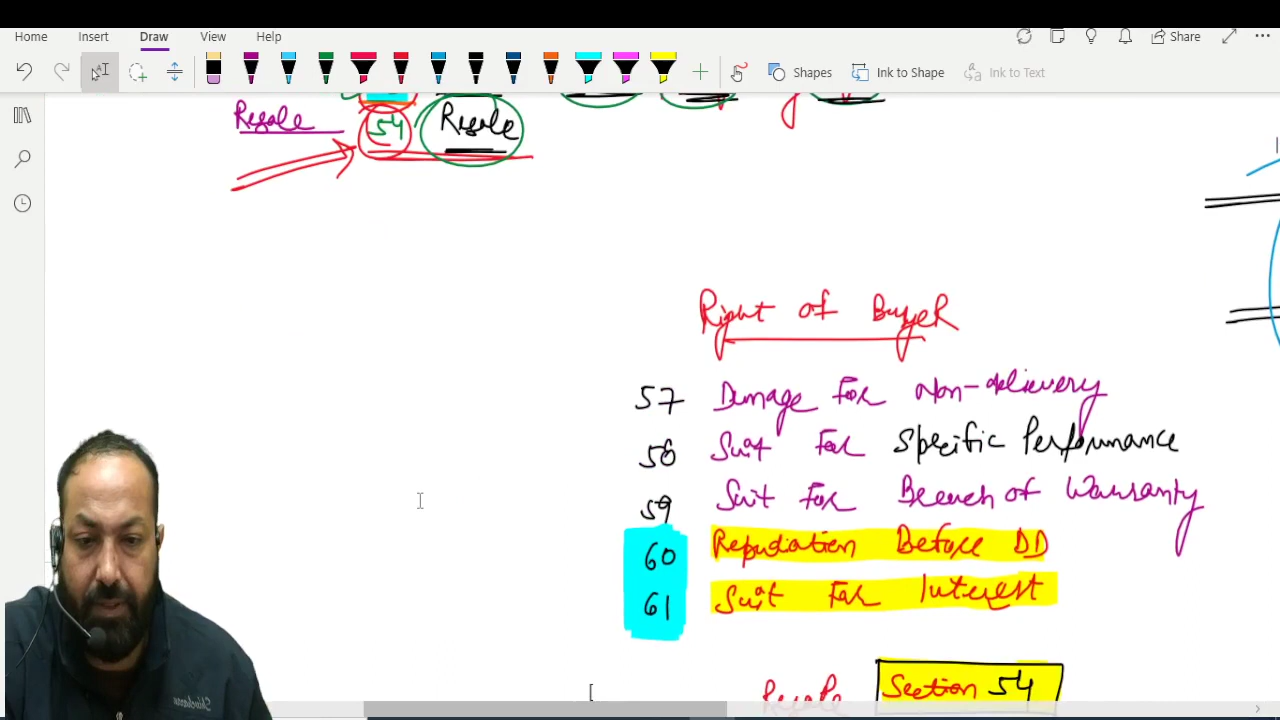 Home Insert Draw View Help Share
Shapes Ink to Shape Ink to Text
Resale 54 Resale
Right of Buyer
57 Damage For Non-delievery
58 Suit For Specific Performance
59 Suit For Breach of Warranty
60 Repudiation Before DD
61 Suit For Interest
Resale Section 54